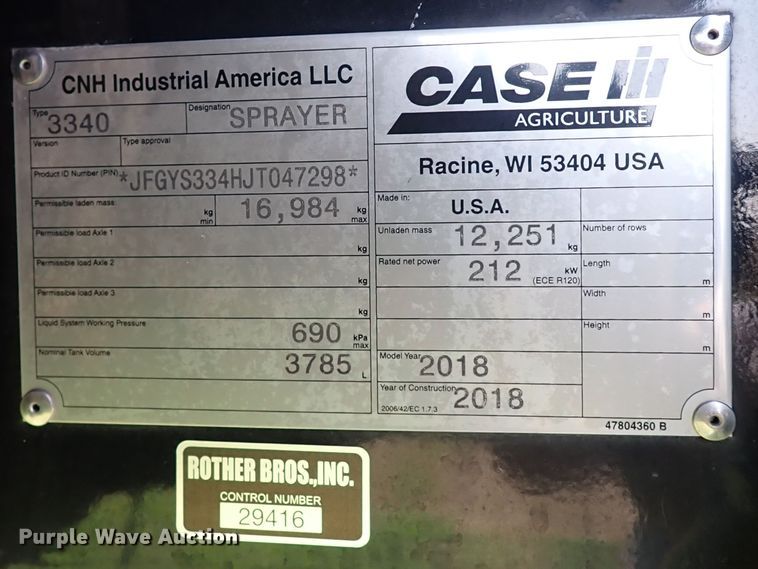 CNH Industrial America LLC
Type 3340 Designation SPRAYER
Version Type approval
Product ID Number (PIN) *JFGYS334HJT047298*
Permissible laden mass: kg min 16,984 kg max
Permissible load Axle 1 kg
Permissible load Axle 2 kg
Permissible load Axle 3 kg
Liquid System Working Pressure 690 kPa max
Nominal Tank Volume 3785 L
CASE IH
AGRICULTURE
Racine, WI 53404 USA
Made in: U.S.A.
Unladen mass 12,251 kg Number of rows
Rated net power 212 kW (ECE R120) Length m
Width m
Height m
Model Year 2018
Year of Construction 2018
2006/42/EC 1.7.3
47804360 B
ROTHER BROS.,INC.
CONTROL NUMBER
29416
Purple Wave Auction